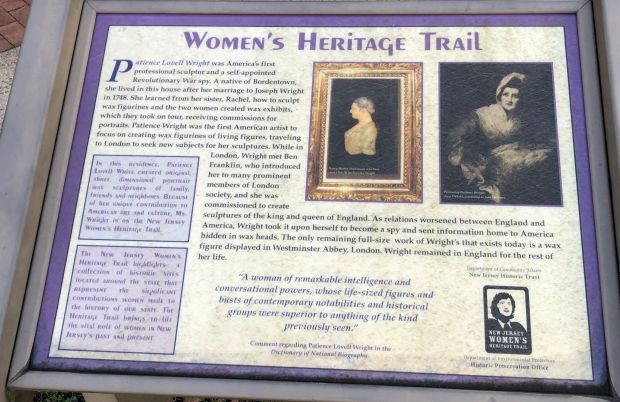 WOMEN'S HERITAGE TRAIL
Patience Lovell Wright was America's first
professional sculptor and a self-appointed
Revolutionary War spy. A native of Bordentown,
she lived in this house after her marriage to Joseph Wright
in 1748. She learned from her sister, Rachel, how to sculpt
wax figurines and the two women created wax exhibits,
which they took on tour, receiving commissions for
portraits. Patience Wright was the first American artist to
focus on creating wax figurines of living figures, traveling
to London to seek new subjects for her sculptures. While in
London, Wright met Ben
Franklin, who introduced
her to many prominent
members of London
society, and she was
commissioned to create
sculptures of the king and queen of England. As relations worsened between England and
America, Wright took it upon herself to become a spy and sent information home to America
hidden in wax heads. The only remaining full-size work of Wright's that exists today is a wax
figure displayed in Westminster Abbey, London. Wright remained in England for the rest of
her life.
IN THIS RESIDENCE, PATIENCE
LOVELL WRITE CREATED ORIGINAL,
THREE DIMENSIONAL PORTRAIT
WAX SCULPTURES OF FAMILY,
FRIENDS AND NEIGHBORS. BECAUSE
OF HER UNIQUE CONTRIBUTION TO
AMERICAN ART AND CULTURE, MS.
WRIGHT IS ON THE NEW JERSEY
WOMEN'S HERITAGE TRAIL.
THE NEW JERSEY WOMEN'S
HERITAGE TRAIL HIGHLIGHTS A
COLLECTION OF HISTORIC SITES
LOCATED AROUND THE STATE THAT
REPRESENT THE SIGNIFICANT
CONTRIBUTIONS WOMEN MADE TO
THE HISTORY OF OUR STATE. THE
HERITAGE TRAIL BRINGS TO LIFE
THE VITAL ROLE OF WOMEN IN NEW
JERSEY'S PAST AND PRESENT
"A woman of remarkable intelligence and
conversational powers, whose life-sized figures and
busts of contemporary notabilities and historical
groups were superior to anything of the kind
previously seen."
Comment regarding Patience Lovell Wright in the
Dictionary of National Biography
Department of Community Affairs
New Jersey Historic Trust
NEW JERSEY
WOMEN'S
HERITAGE TRAIL
Department of Environmental Protection
Historic Preservation Office